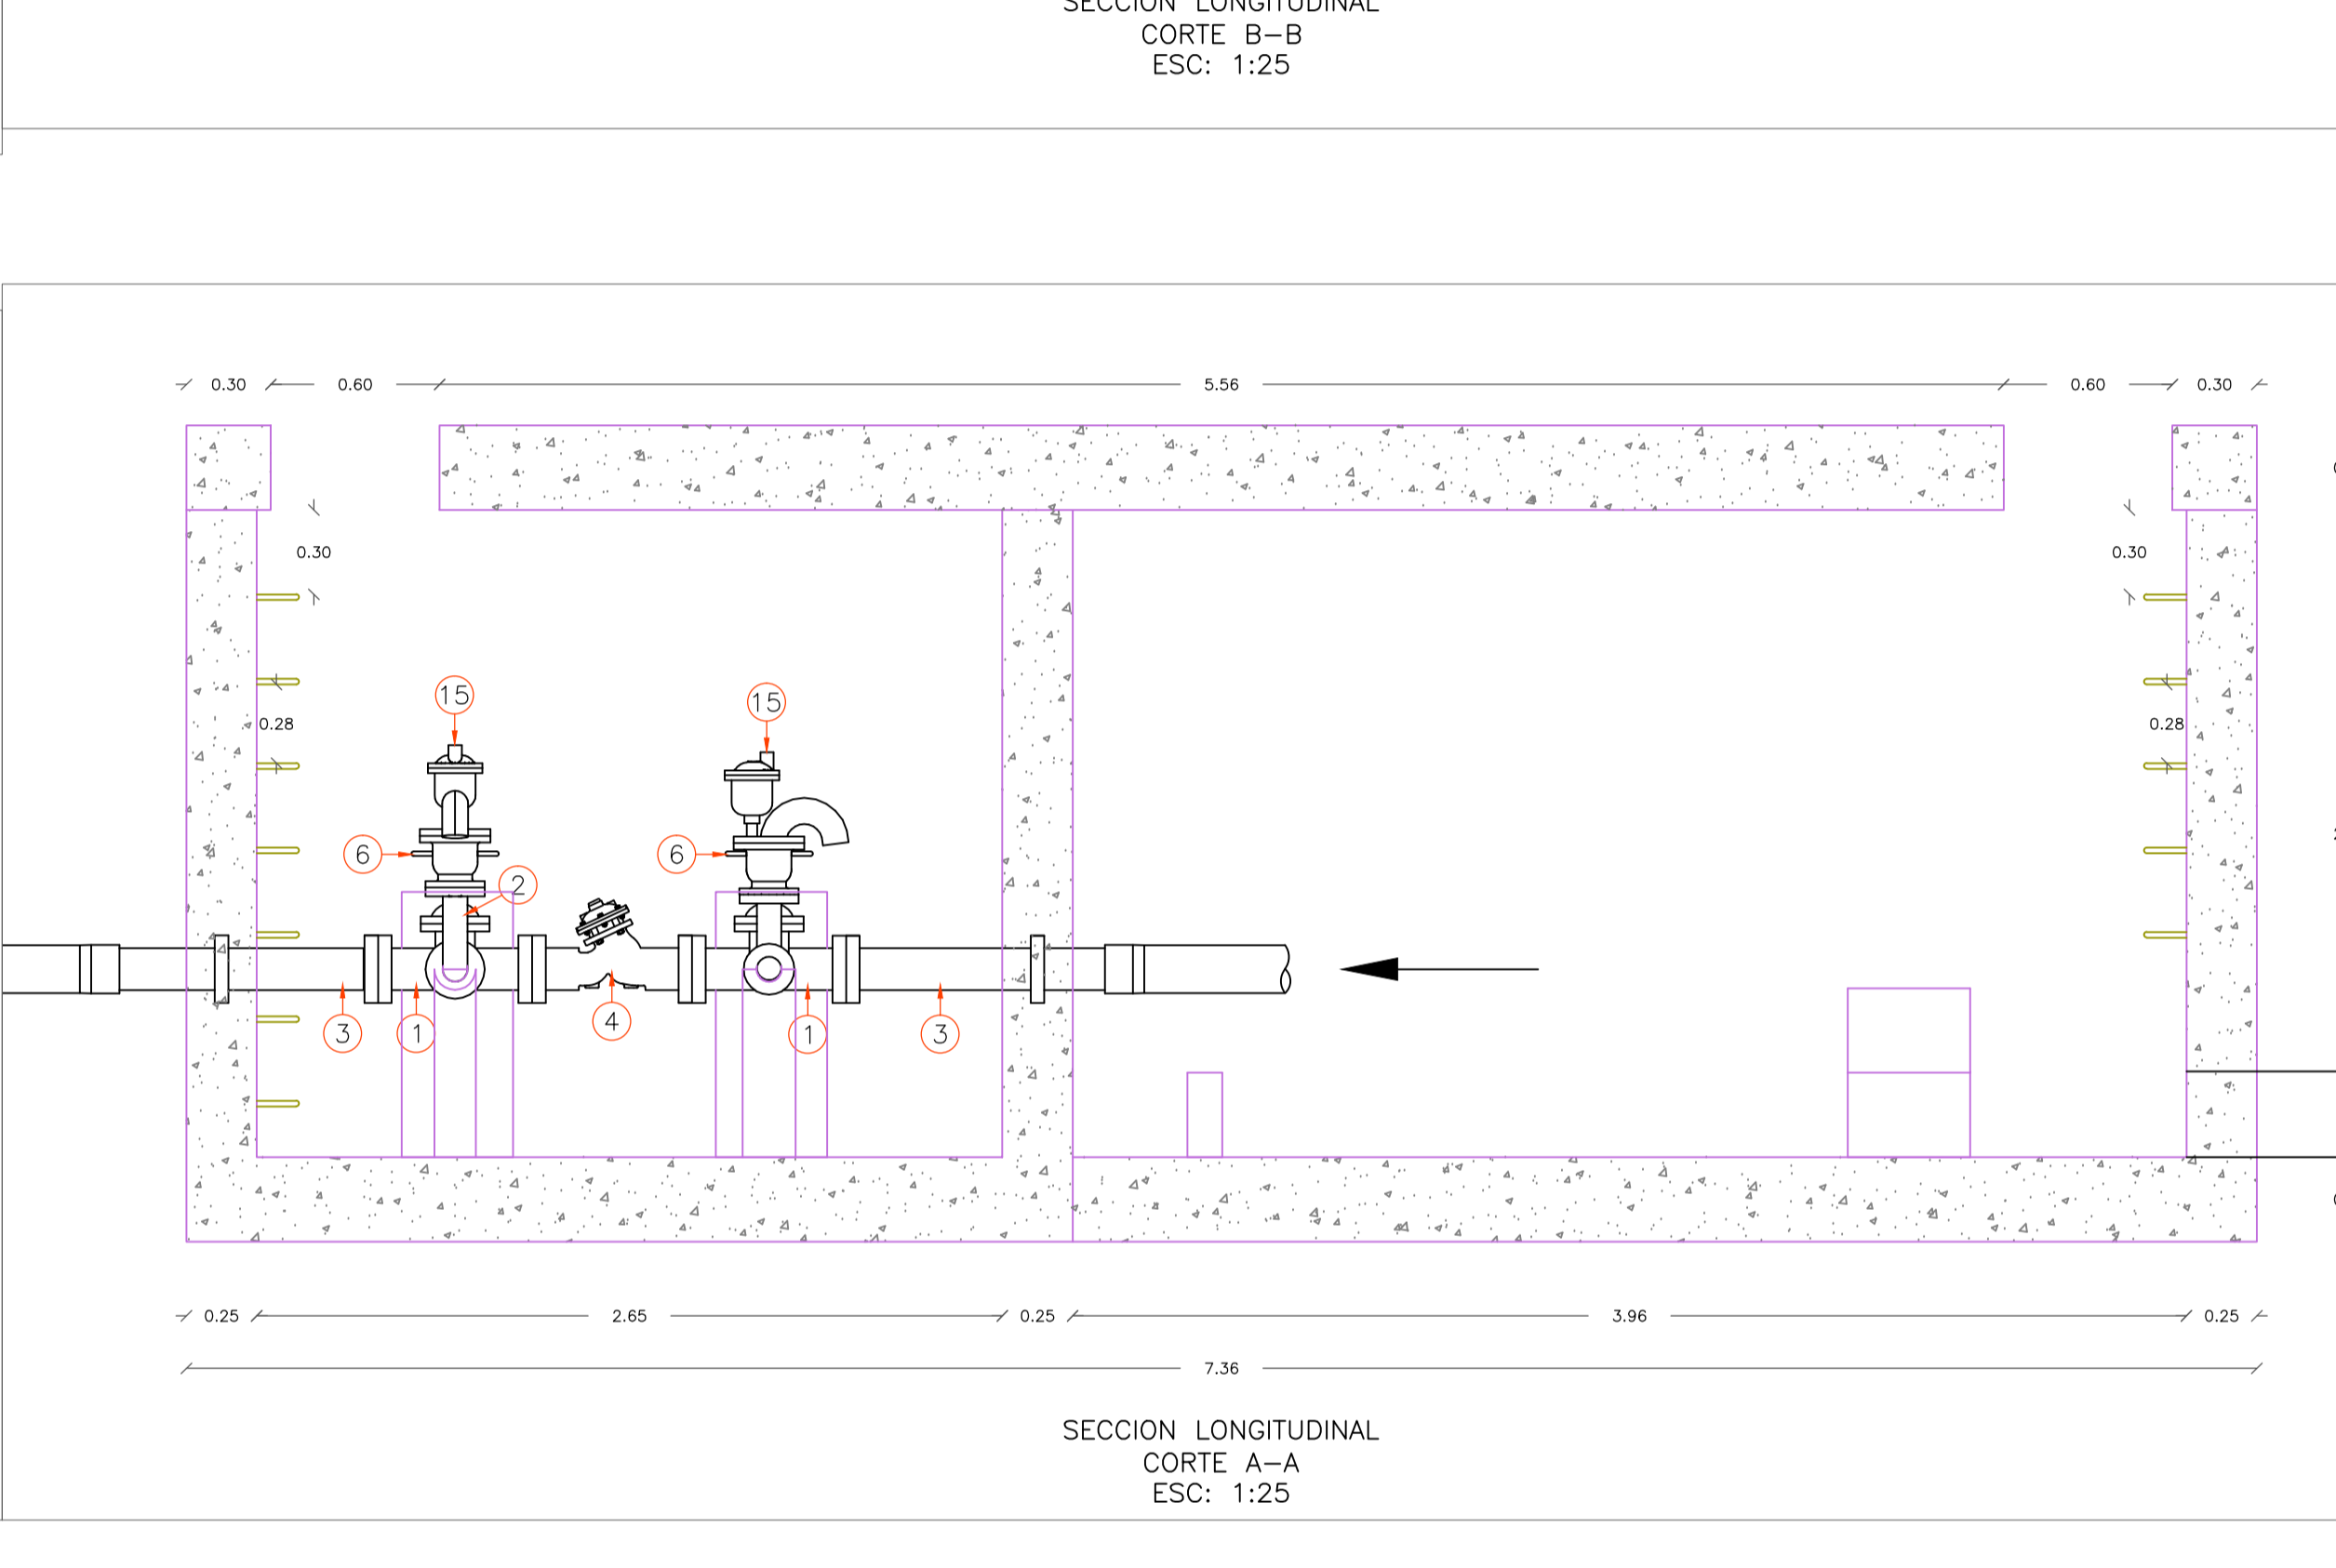 SECCION LONGITUDINAL
CORTE B-B
ESC: 1:25
0.30 0.60 5.56 0.60 0.30
0.30 0.30
15 15
0.28 0.28
6 6
2
3 1 4 1 3
0.25 2.65 0.25 3.96 0.25
7.36
SECCION LONGITUDINAL
CORTE A-A
ESC: 1:25